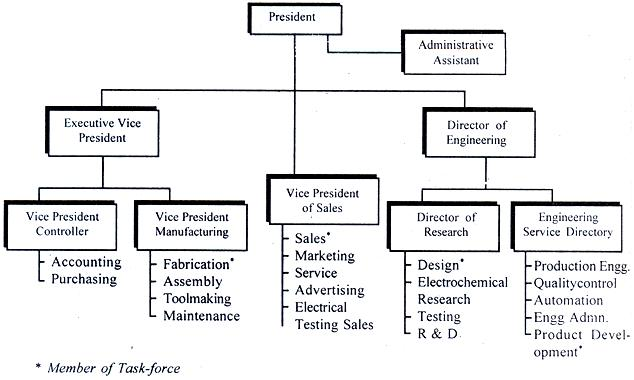 President
Administrative
Assistant
Executive Vice
President
Director of
Engineering
Vice President
Controller
Vice President
Manufacturing
Vice President
of Sales
Director of
Research
Engineering
Service Directory
Accounting
Purchasing
Fabrication*
Assembly
Toolmaking
Maintenance
Sales*
Marketing
Service
Advertising
Electrical
Testing Sales
Design*
Electrochemical
Research
Testing
R & D.
Production Engg.
Qualitycontrol
Automation
Engg Admn.
Product Devel-
opment*
* Member of Task-force